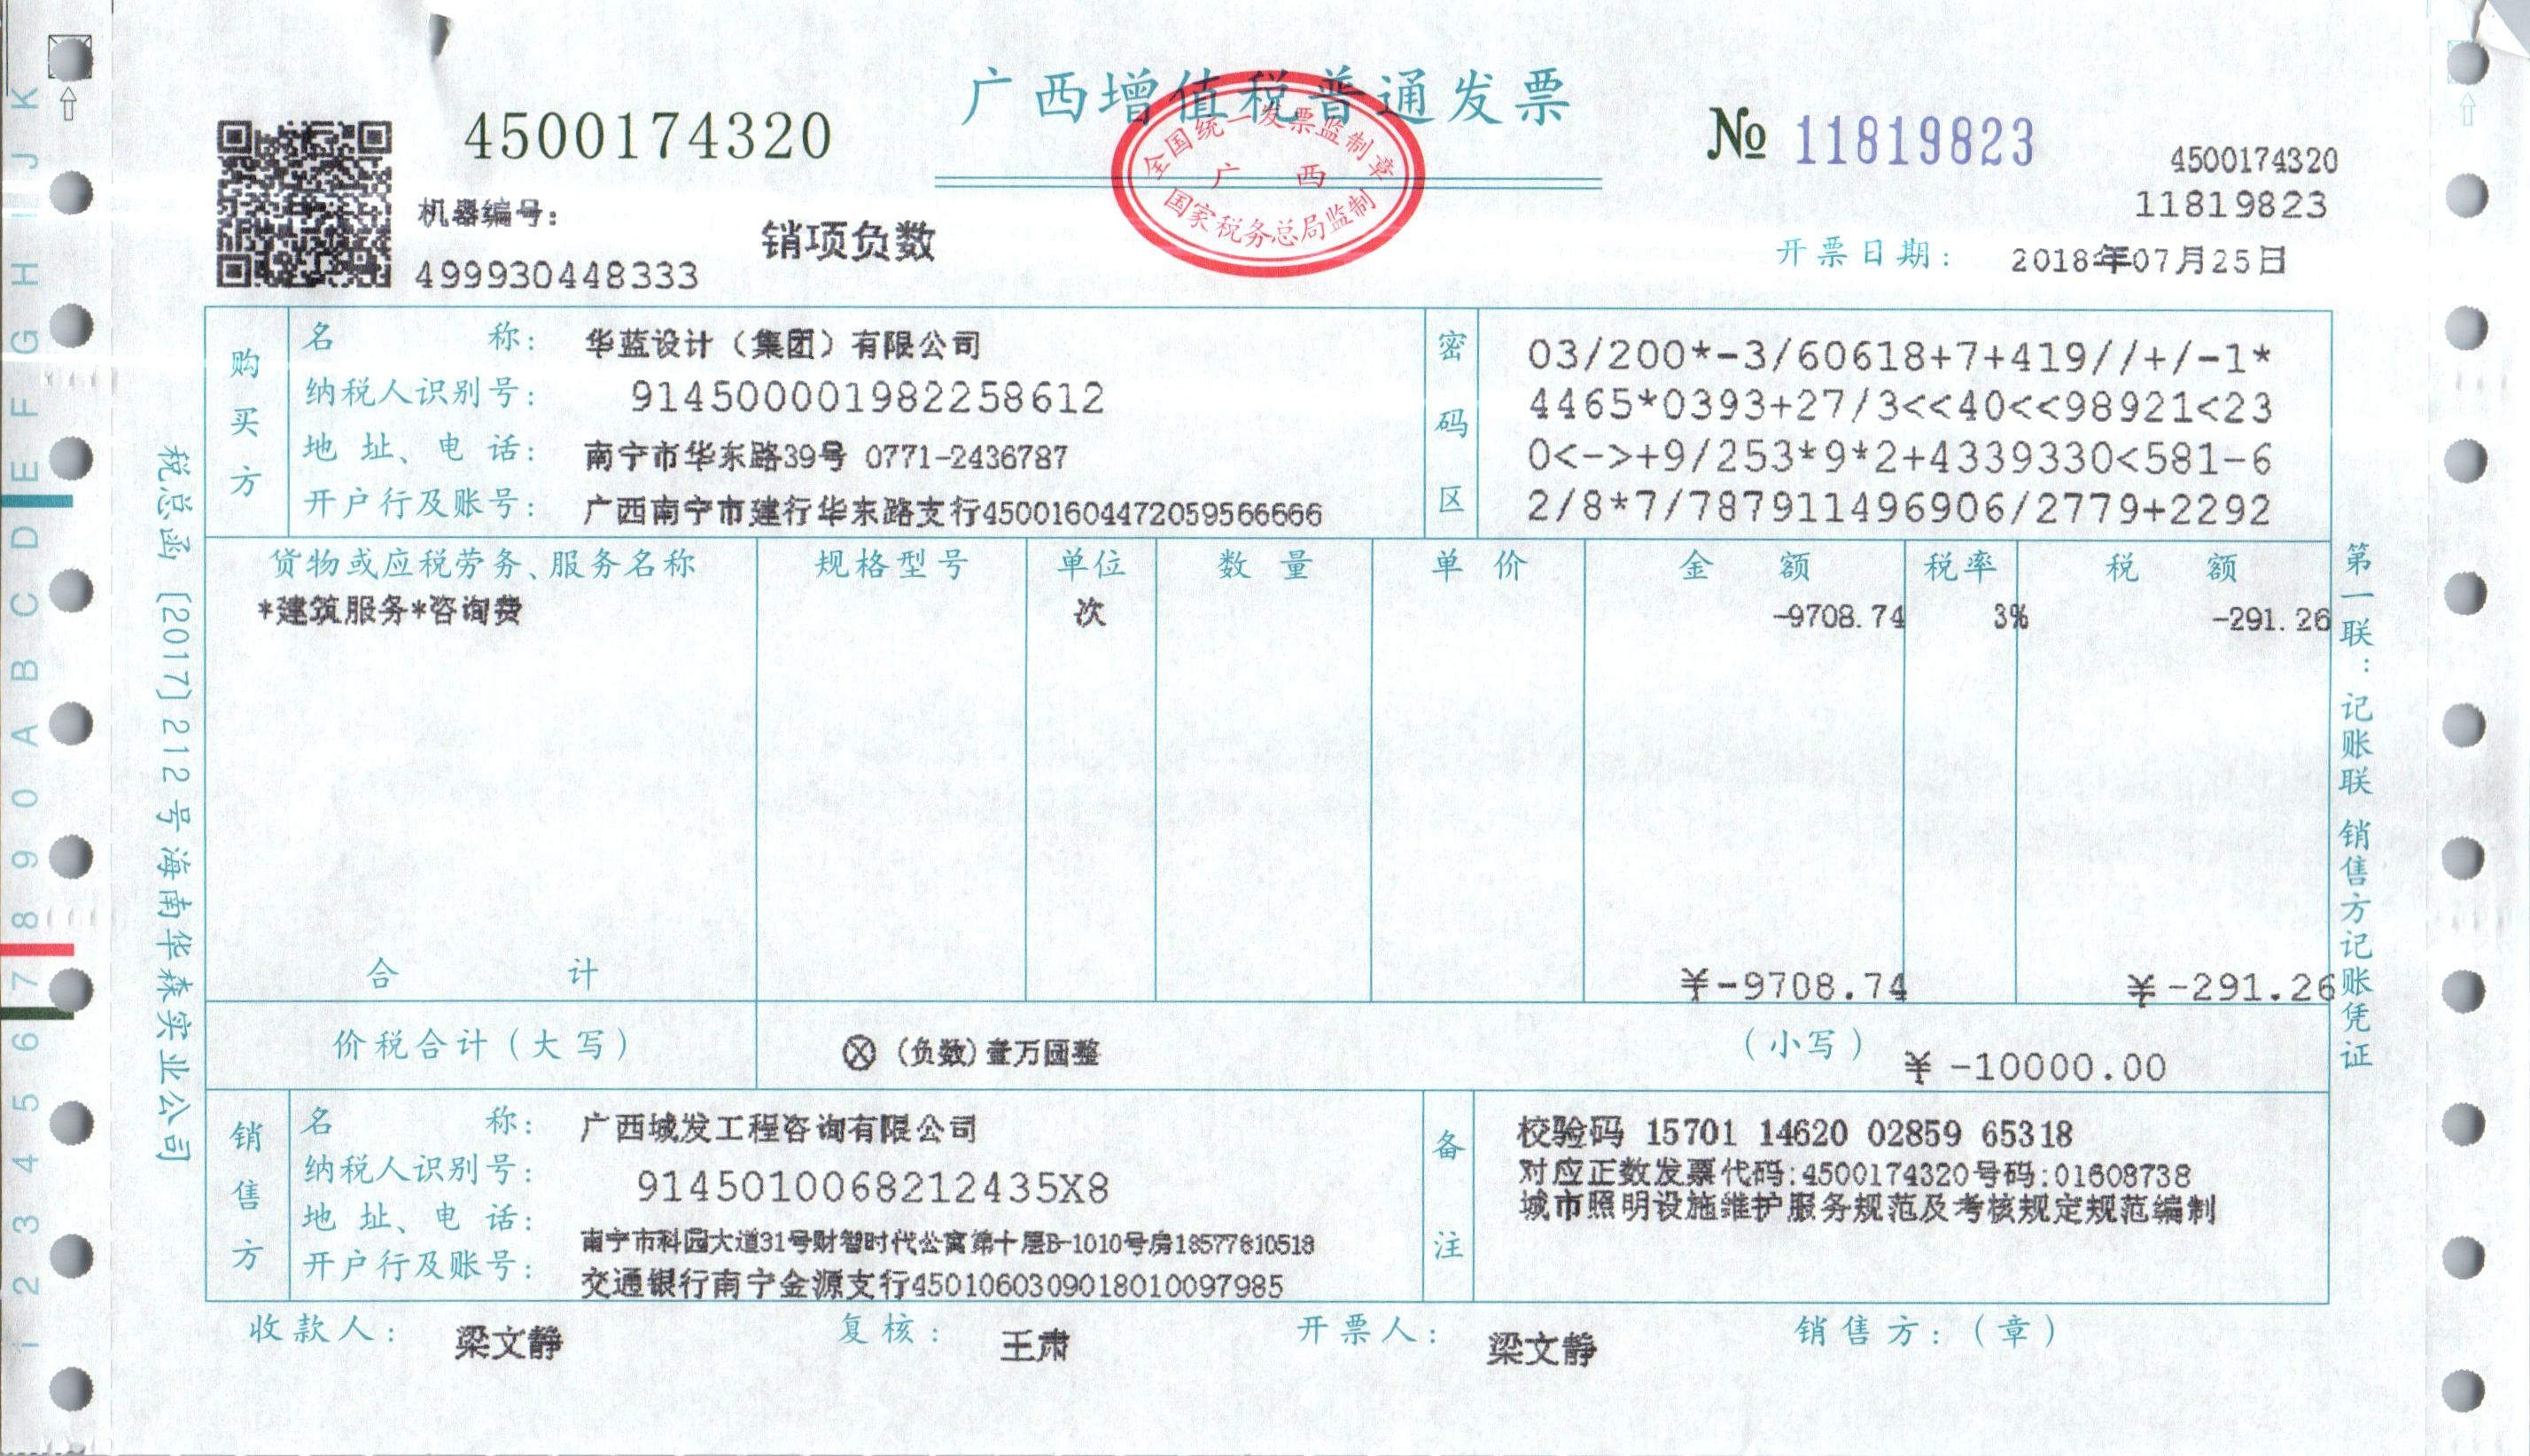 广西增值税普通发票
4500174320
№ 11819823
4500174320
11819823
全国统一发票监制章
广 西
国家税务总局监制
机器编号:
499930448333
销项负数
开票日期: 2018年07月25日
购买方
名 称: 华蓝设计(集团)有限公司
纳税人识别号: 914500001982258612
地 址、电 话: 南宁市华东路39号 0771-2436787
开户行及账号: 广西南宁市建行华东路支行45001604472059566666
密码区
03/200*-3/60618+7+419//+/-1*
4465*0393+27/3<<40<<98921<23
0<->+9/253*9*2+4339330<581-6
2/8*7/787911496906/2779+2292
货物或应税劳务、服务名称 规格型号 单位 数 量 单 价 金 额 税率 税 额
*建筑服务*咨询费 次 -9708.74 3% -291.26
合 计 ¥-9708.74 ¥-291.26
价税合计(大写) ⊗(负数)壹万圆整 (小写) ¥-10000.00
销售方
名 称: 广西城发工程咨询有限公司
纳税人识别号: 9145010068212435X8
地 址、电 话: 南宁市科园大道31号财智时代公寓第十层B-1010号房18577810518
开户行及账号: 交通银行南宁金源支行45010603090180100979​85
备注
校验码 15701 14620 02859 65318
对应正数发票代码:4500174320号码:01608738
城市照明设施维护服务规范及考核规定规范编制
收款人: 梁文静 复核: 王肃 开票人: 梁文静 销售方:(章)
税总函〔2017〕212号海南华森实业公司
第一联:记账联 销售方记账凭证
K J I H G F E D C B A 0 9 8 7 6 5 4 3 2 1